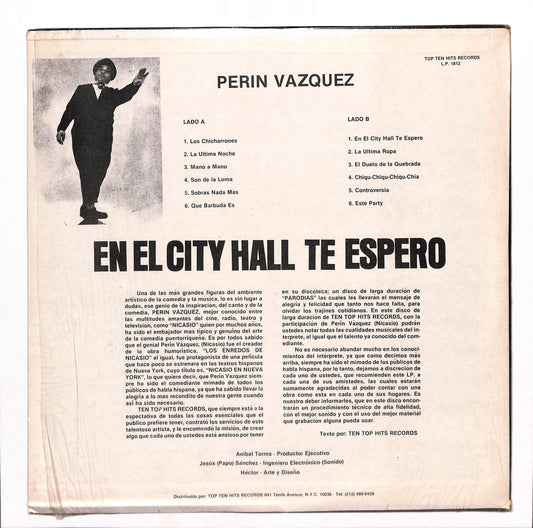 TOP TEN HITS RECORDS
L.P. 1812
PERIN VAZQUEZ
LADO A
1. Los Chicharrones
2. La Ultima Noche
3. Mano a Mano
4. Son de la Loma
5. Sobras Nada Mas
6. Que Barbuda Es
LADO B
1. En El City Hall Te Espero
2. La Ultima Ropa
3. El Duelo de la Quebrada
4. Chiqu-Chiqu-Chiqu-Chia
5. Controversia
6. Este Party
EN EL CITY HALL TE ESPERO
Una de las más grandes figuras del ambiente
artístico de la comedia y la música, lo es sin lugar a
dudas, ese genio de la inspiración, del canto y de la
comedia, PERIN VAZQUEZ, mejor conocido entre
las multitudes amantes del cine, radio, teatro y
television, como "NICASIO" quien por muchos anos,
ha sido el embajador mas típico y genuino del arte
de la comedia puertorriqueña. Es por todos sabido
que el genial Perin Vazquez, (Nicasio) fue el creador
de la obra humorística, "LOS ENREDOS DE
NICASIO" al igual, fue protagonista de una película
que hace poco se estrenara en los teatros hispanos
de Nueva York, cuyo título es, "NICASIO EN NUEVA
YORK", lo que quiere decir, que Perin Vazquez siem-
pre ha sido el comediante mimado de todos los
públicos de habla hispana, ya que ha sabido llevar la
alegría a lo mas recondito de nuestra gente cuando
así ha sido necesario.
TEN TOP HITS RECORDS, que siempre está a la
espectativa de todas las cosas esenciales que el
público prefiere tener, contrató los servicios de este
talentoso artista, y le encomendó la misión, de crear
algo que cada uno de ustedes está ansioso por tener
en su discoteca; un disco de larga duración de
"PARODIAS" las cuales les llevaran el mensaje de
alegría y felicidad que tanto nos hace falta, para
olvidar los trajines cotidianos. En este disco de
larga duración de TEN TOP HITS RECORDS, con la
participación de Perin Vazquez (Nicasio) podrán
ustedes notar todas las cualidades musicales del in-
terprete, al igual que el talento ya conocido del come-
diante.
No es necesario abundar mucho en los conoci-
mientos del intérprete, ya que como decimos más
arriba, siempre ha sido el mimado de los públicos de
habla hispana, por lo tanto, dejamos a discreción de
cada uno de ustedes, que recomienden este LP, a
cada una de sus amistades, las cuales estarán
sumamente agradecidas al poder contar con una
obra como esta en cada uno de sus hogares. Es
nuestro deber informarles, que en este disco encon-
trarán un procedimiento técnico de alta fidelidad,
con el mejor sonido y con el uso del mejor material
que grabacion alguna pueda usar.
Texto por: TEN TOP HITS RECORDS
Anibal Torres - Productor Ejecutivo
Jesús (Papo) Sánchez - Ingeniero Electrónico (Sonido)
Héctor - Arte y Diseño
Dizirhuido por: TOP TEN HITS RECORDS 641 Tenth Avenue, N.Y.C. 10036 - Tel: (212) 489-9428